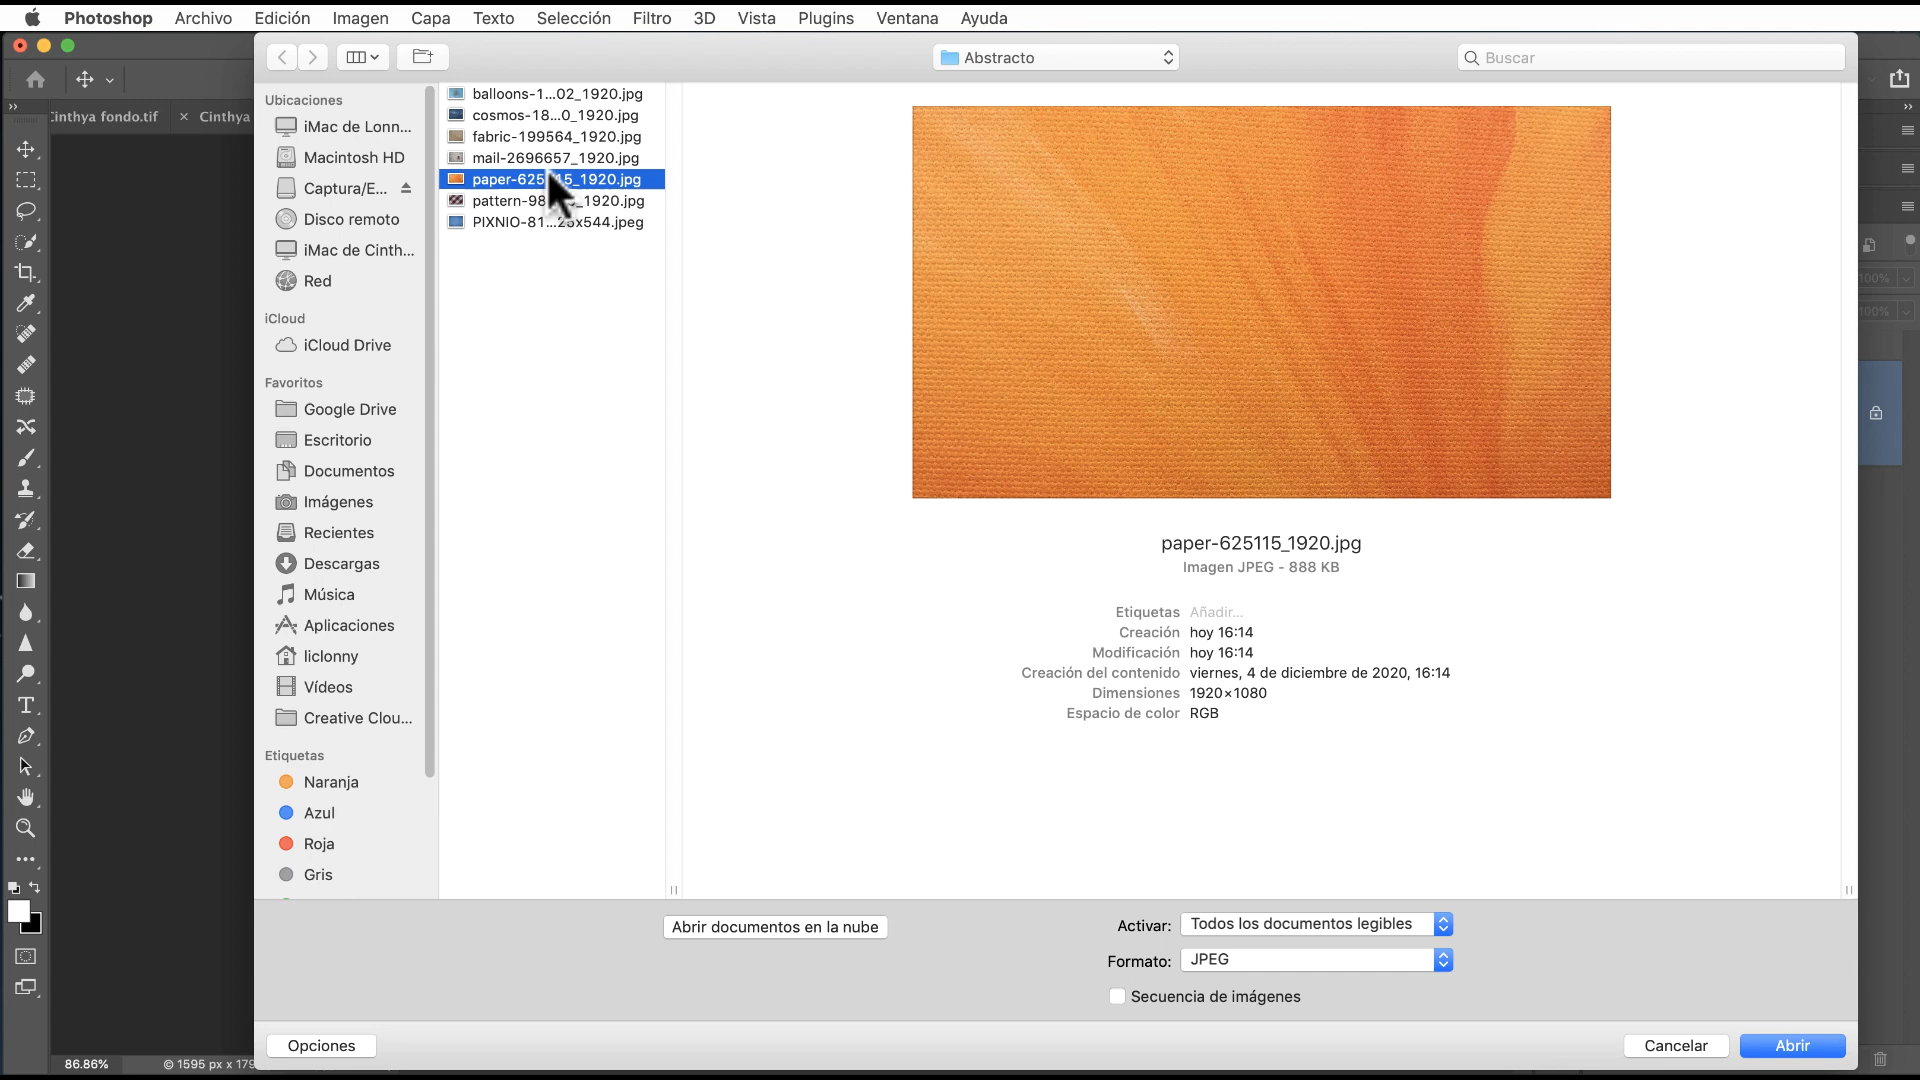 Photoshop Archivo Edición Imagen Capa Texto Selección Filtro 3D Vista Plugins Ventana Ayuda
Abstracto
Buscar
inthya fondo.tif × Cinthya
Ubicaciones
iMac de Lonn...
Macintosh HD
Captura/E...
Disco remoto
iMac de Cinth...
Red
iCloud
iCloud Drive
Favoritos
Google Drive
Escritorio
Documentos
Imágenes
Recientes
Descargas
Música
Aplicaciones
liclonny
Vídeos
Creative Clou...
Etiquetas
Naranja
Azul
Roja
Gris
balloons-1...02_1920.jpg
cosmos-18...0_1920.jpg
fabric-199564_1920.jpg
mail-2696657_1920.jpg
paper-625 15_1920.jpg
pattern-98 _1920.jpg
PIXNIO-81...25x544.jpeg
paper-625115_1920.jpg
Imagen JPEG - 888 KB
Etiquetas Añadir...
Creación hoy 16:14
Modificación hoy 16:14
Creación del contenido viernes, 4 de diciembre de 2020, 16:14
Dimensiones 1920×1080
Espacio de color RGB
100%
100%
Abrir documentos en la nube
Activar: Todos los documentos legibles
Formato: JPEG
Secuencia de imágenes
Opciones
Cancelar
Abrir
86.86% © 1595 px x 179